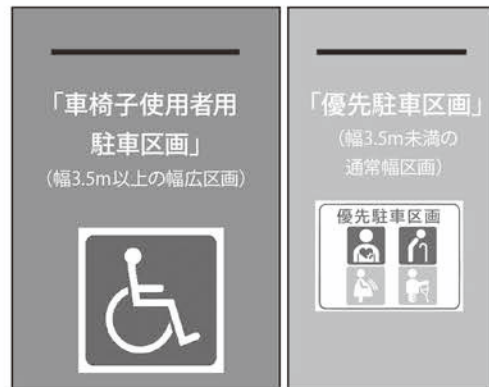 「車椅子使用者用
駐車区画」
(幅3.5m以上の幅広区画)
「優先駐車区画」
(幅3.5m未満の
通常幅区画)
優先駐車区画